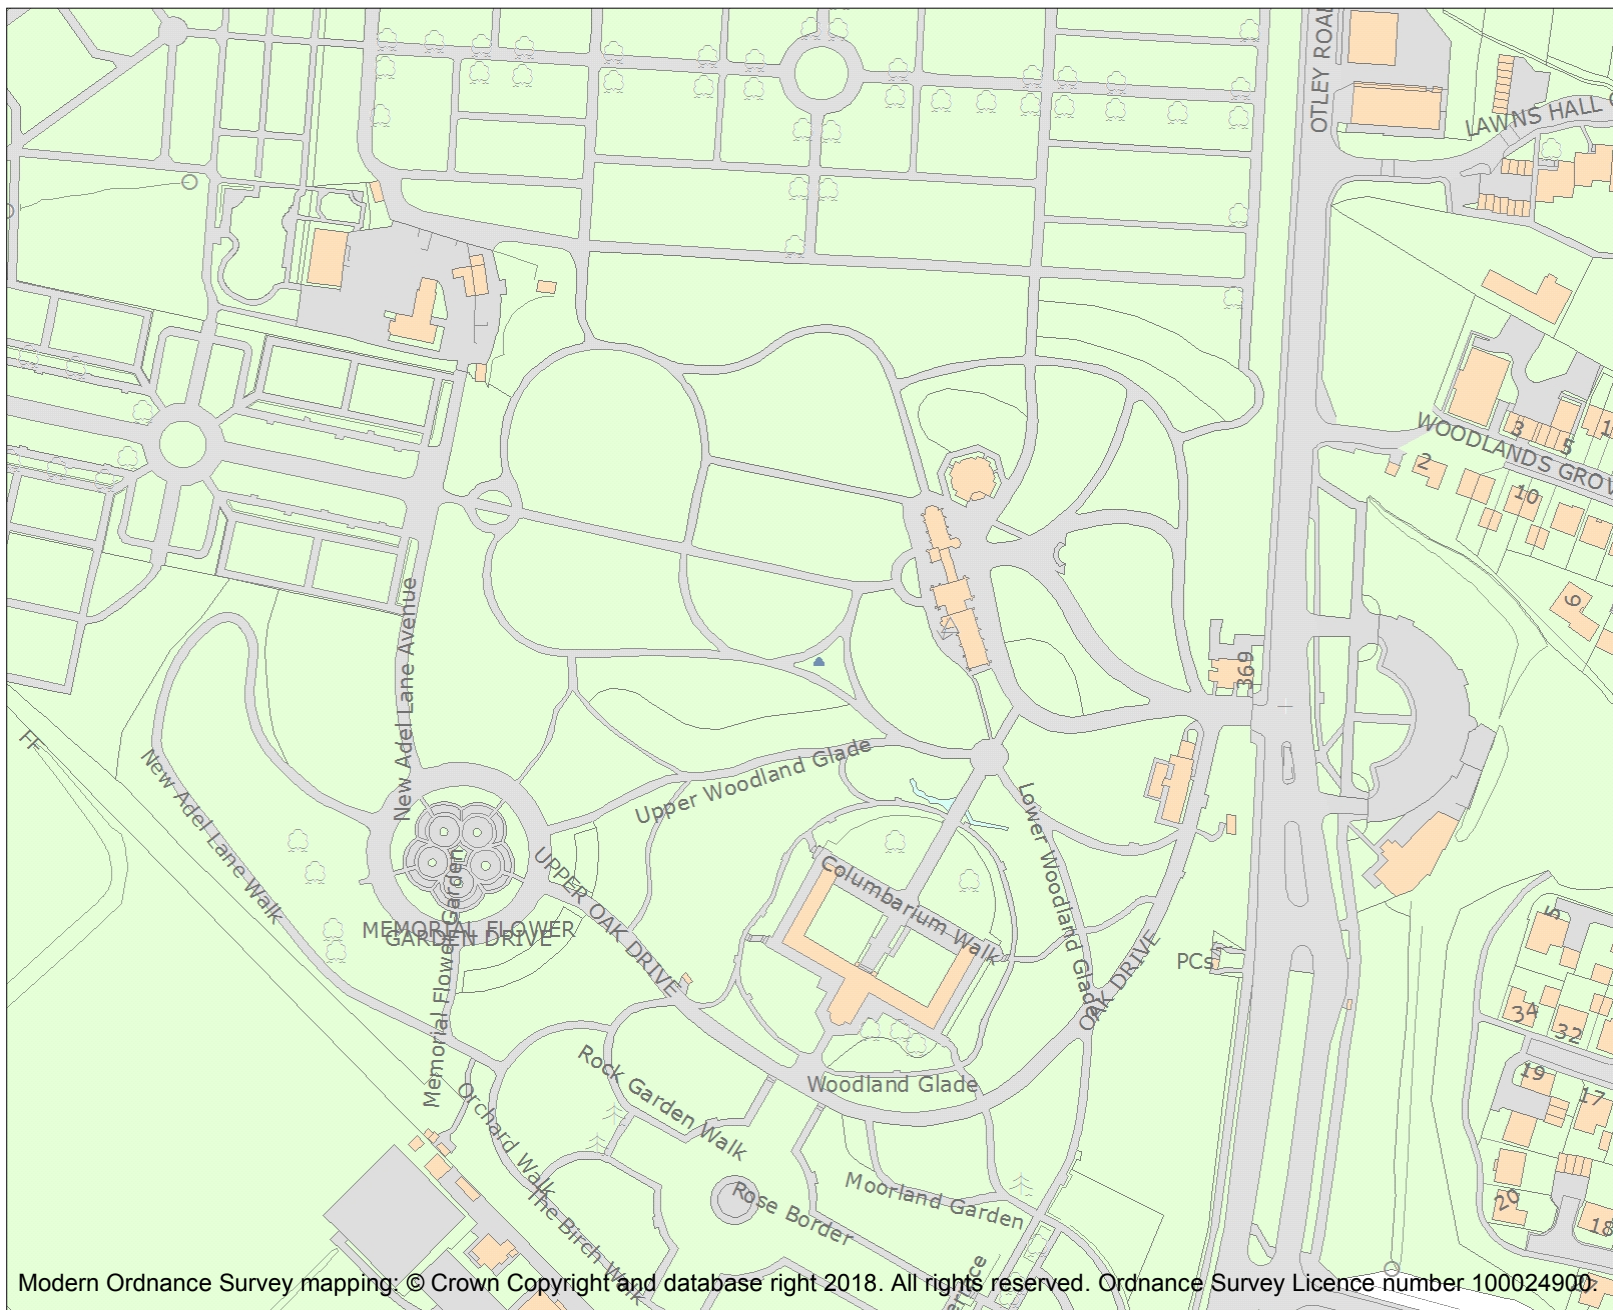 OTLEY ROAD
LAWNS HALL
WOODLANDS GROV
3
5
1
2
10
6
369
FF
New Adel Lane Avenue
New Adel Lane Walk
Upper Woodland Glade
Lower Woodland Glade
Columbarium Walk
UPPER OAK DRIVE
MEMORIAL FLOWER
GARDEN DRIVE
Memorial Flower Garden
OAK DRIVE
PCs
5
34
32
19
17
20
18
Woodland Glade
Rock Garden Walk
Orchard Walk
The Birch Walk
Rose Border
Moorland Garden
Modern Ordnance Survey mapping: © Crown Copyright and database right 2018. All rights reserved. Ordnance Survey Licence number 100024900.